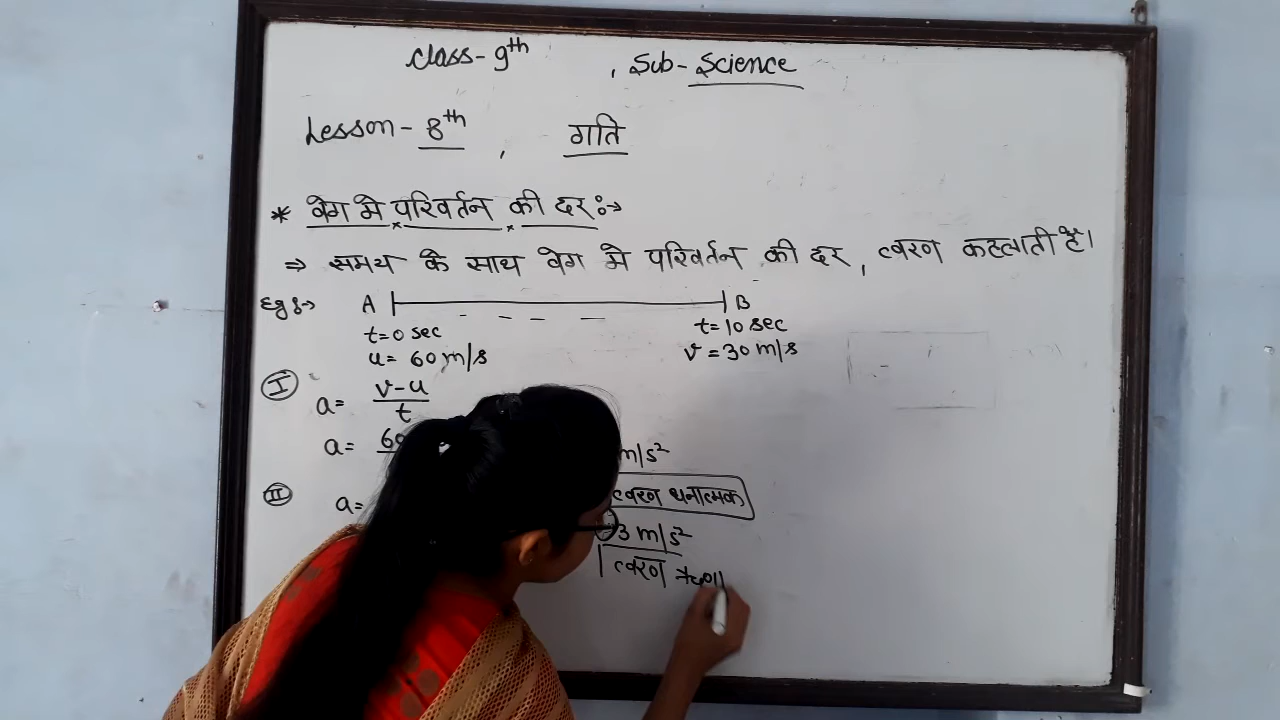 Class-9th , Sub-Science
Lesson-8th , गति
* वेग मे परिवर्तन की दर :→
⇒ समय के साथ वेग मे परिवर्तन की दर, त्वरण कहलाती है।
Eg :→ A B
t=0 sec t=10 sec
u= 60 m/s v=30 m/s
I a= v-u / t
a= 60 m/s²
त्वरण धनात्मक
II a= -3 m/s²
त्वरण